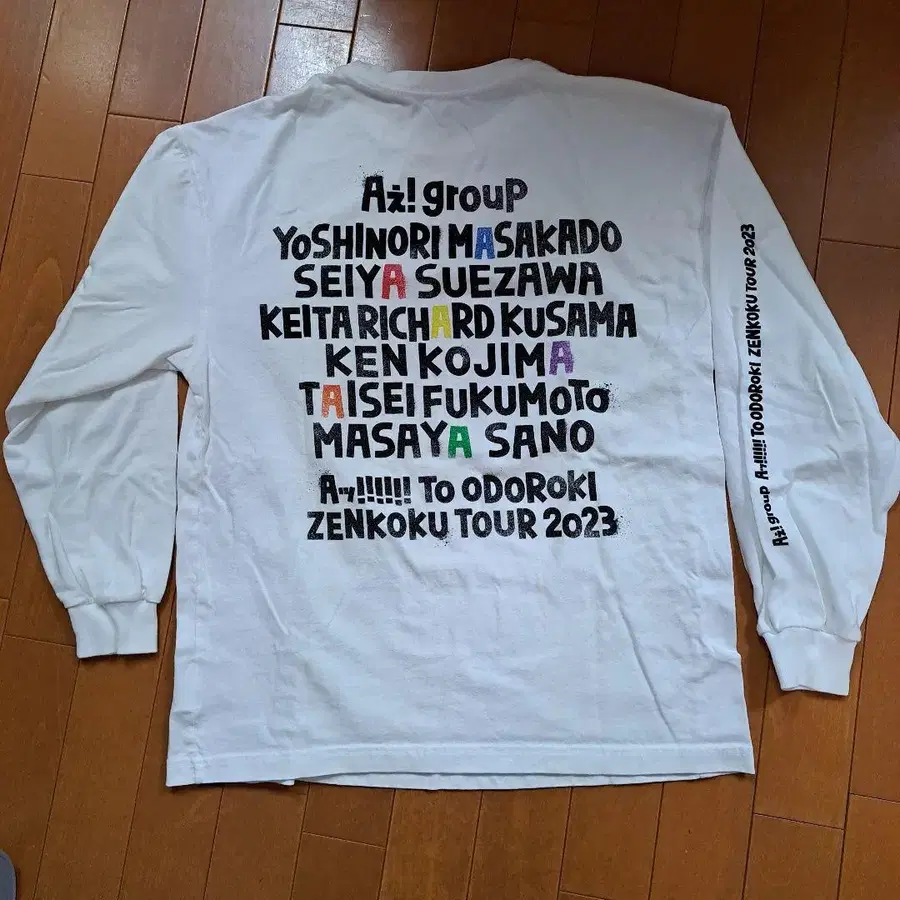 Aぇ! group
YOSHINORI MASAKADO
SEIYA SUEZAWA
KEITA RICHARD KUSAMA
KEN KOJIMA
TAISEI FUKUMOTO
MASAYA SANO
Aッ!!!!!!! TO ODOROKI
ZENKOKU TOUR 2023
Aぇ! group Aッ!!!!!!! TO ODOROKI ZENKOKU TOUR 2023